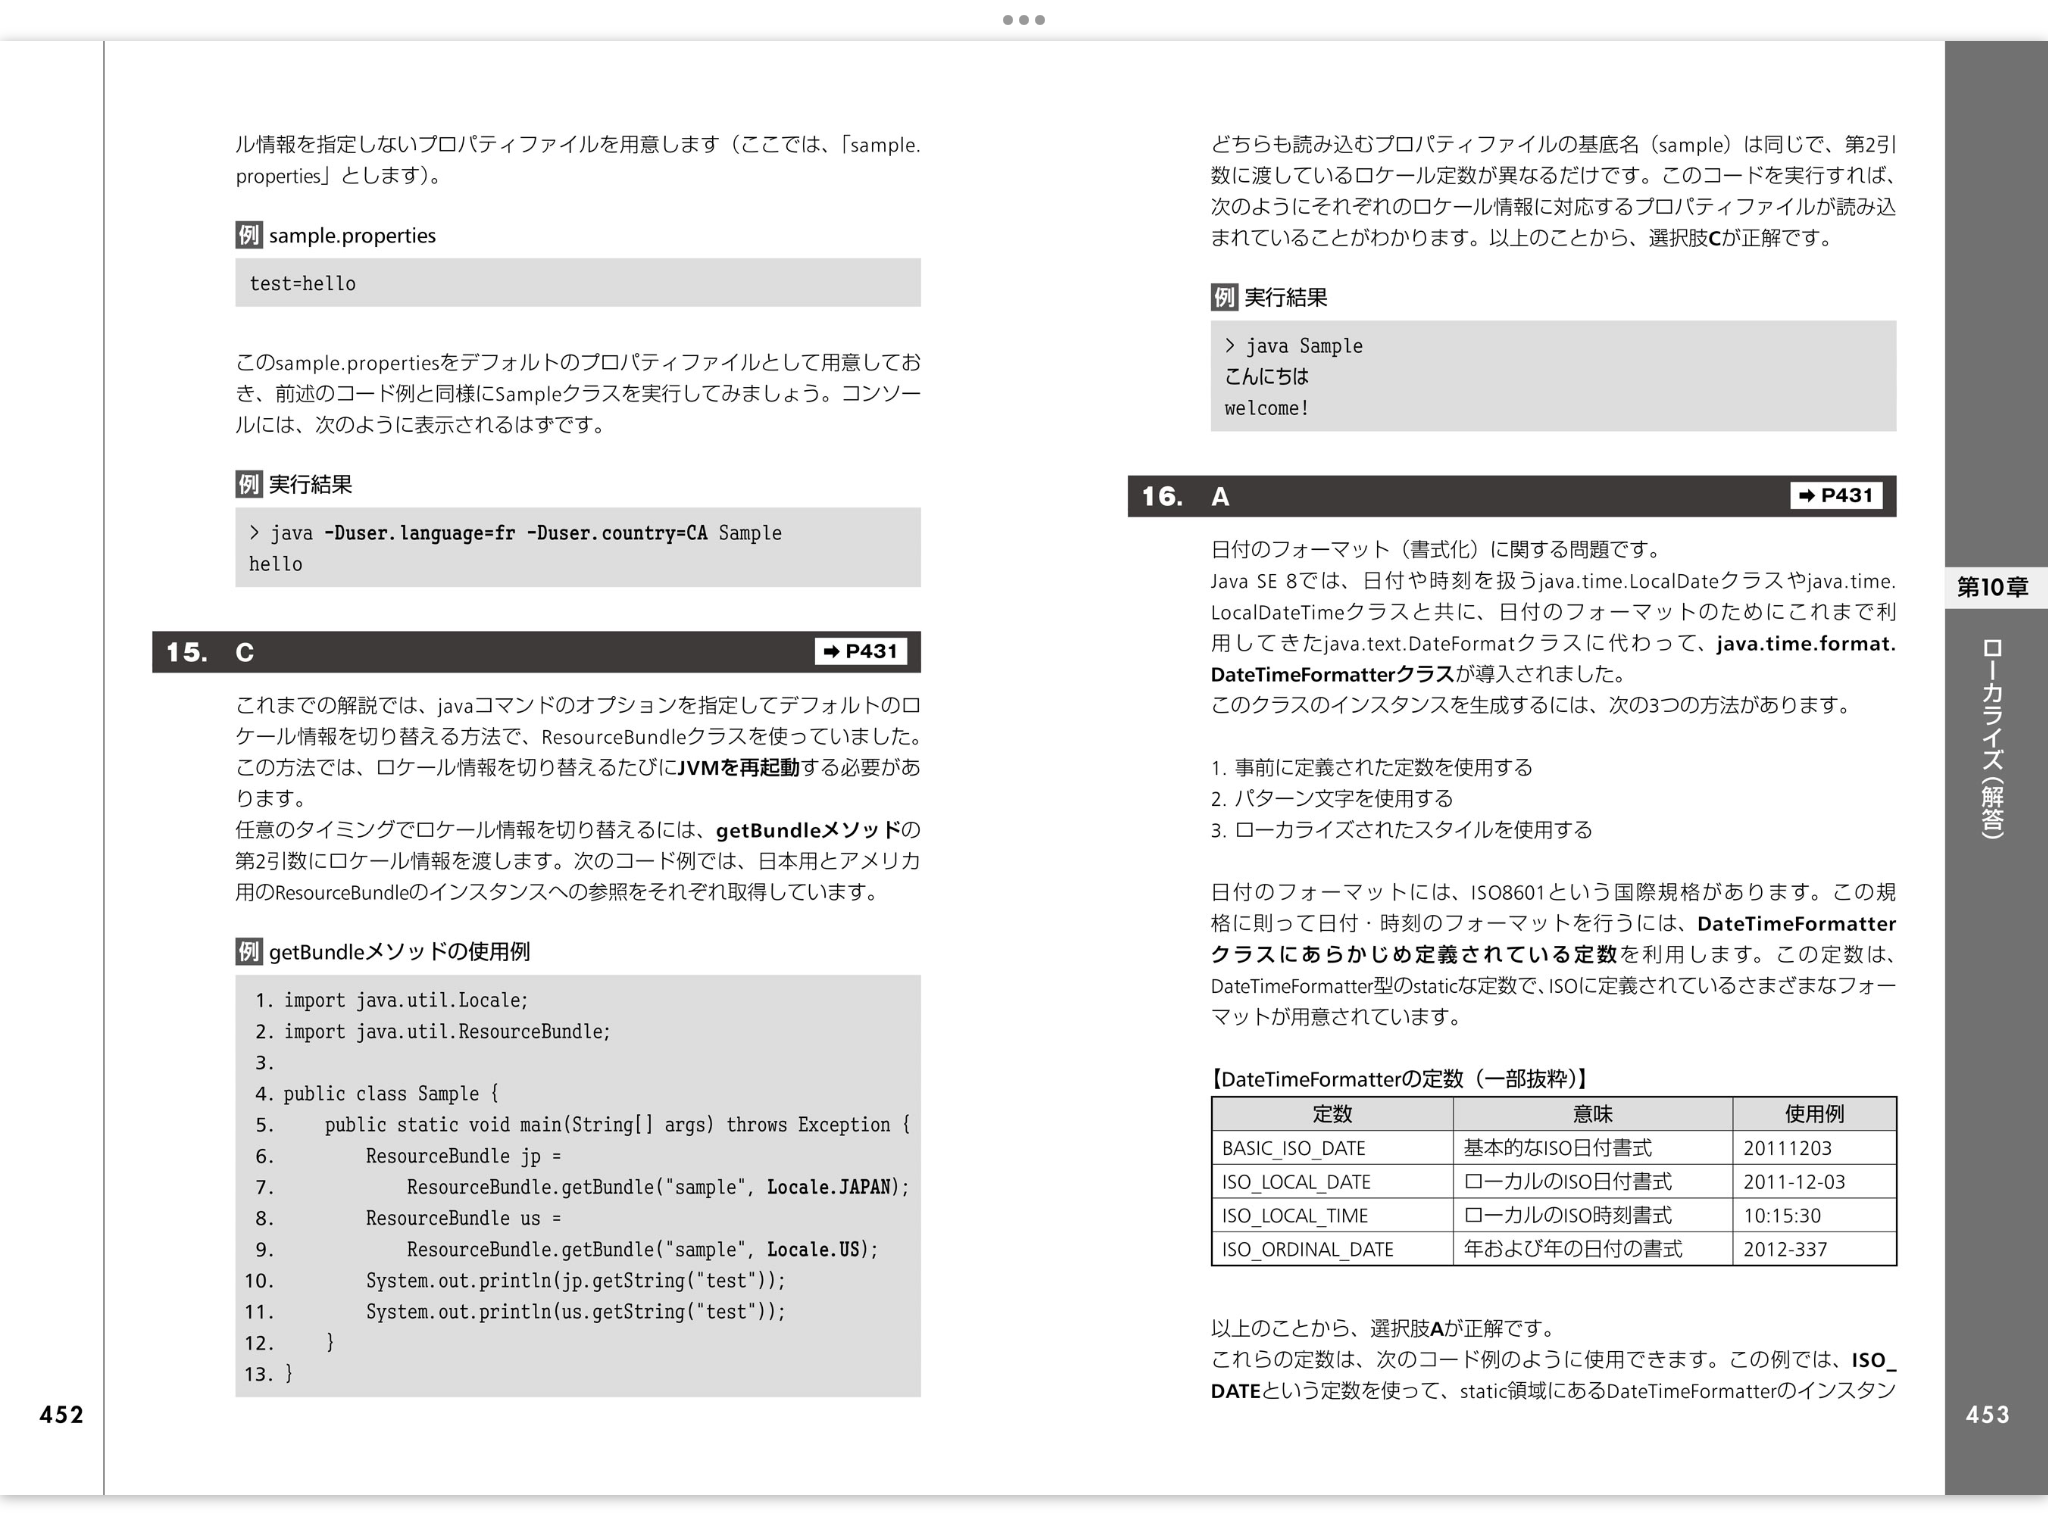 ル情報を指定しないプロパティファイルを用意します（ここでは、「sample.
properties」とします）。
例 sample.properties
test=hello
このsample.propertiesをデフォルトのプロパティファイルとして用意してお
き、前述のコード例と同様にSampleクラスを実行してみましょう。コンソー
ルには、次のように表示されるはずです。
例 実行結果
> java -Duser.language=fr -Duser.country=CA Sample
hello
15. C ➡ P431
これまでの解説では、javaコマンドのオプションを指定してデフォルトのロ
ケール情報を切り替える方法で、ResourceBundleクラスを使っていました。
この方法では、ロケール情報を切り替えるたびにJVMを再起動する必要があ
ります。
任意のタイミングでロケール情報を切り替えるには、getBundleメソッドの
第2引数にロケール情報を渡します。次のコード例では、日本用とアメリカ
用のResourceBundleのインスタンスへの参照をそれぞれ取得しています。
例 getBundleメソッドの使用例
1. import java.util.Locale;
2. import java.util.ResourceBundle;
3.
4. public class Sample {
5.     public static void main(String[] args) throws Exception {
6.         ResourceBundle jp =
7.             ResourceBundle.getBundle("sample", Locale.JAPAN);
8.         ResourceBundle us =
9.             ResourceBundle.getBundle("sample", Locale.US);
10.         System.out.println(jp.getString("test"));
11.         System.out.println(us.getString("test"));
12.     }
13. }
452
どちらも読み込むプロパティファイルの基底名（sample）は同じで、第2引
数に渡しているロケール定数が異なるだけです。このコードを実行すれば、
次のようにそれぞれのロケール情報に対応するプロパティファイルが読み込
まれていることがわかります。以上のことから、選択肢Cが正解です。
例 実行結果
> java Sample
こんにちは
welcome!
16. A ➡ P431
日付のフォーマット（書式化）に関する問題です。
Java SE 8では、日付や時刻を扱うjava.time.LocalDateクラスやjava.time.
LocalDateTimeクラスと共に、日付のフォーマットのためにこれまで利
用してきたjava.text.DateFormatクラスに代わって、java.time.format.
DateTimeFormatterクラスが導入されました。
このクラスのインスタンスを生成するには、次の3つの方法があります。
1. 事前に定義された定数を使用する
2. パターン文字を使用する
3. ローカライズされたスタイルを使用する
日付のフォーマットには、ISO8601という国際規格があります。この規
格に則って日付・時刻のフォーマットを行うには、DateTimeFormatter
クラスにあらかじめ定義されている定数を利用します。この定数は、
DateTimeFormatter型のstaticな定数で、ISOに定義されているさまざまなフォー
マットが用意されています。
【DateTimeFormatterの定数（一部抜粋）】
定数 意味 使用例
BASIC_ISO_DATE 基本的なISO日付書式 20111203
ISO_LOCAL_DATE ローカルのISO日付書式 2011-12-03
ISO_LOCAL_TIME ローカルのISO時刻書式 10:15:30
ISO_ORDINAL_DATE 年および年の日付の書式 2012-337
以上のことから、選択肢Aが正解です。
これらの定数は、次のコード例のように使用できます。この例では、ISO_
DATEという定数を使って、static領域にあるDateTimeFormatterのインスタン
第10章
ローカライズ（解答）
453